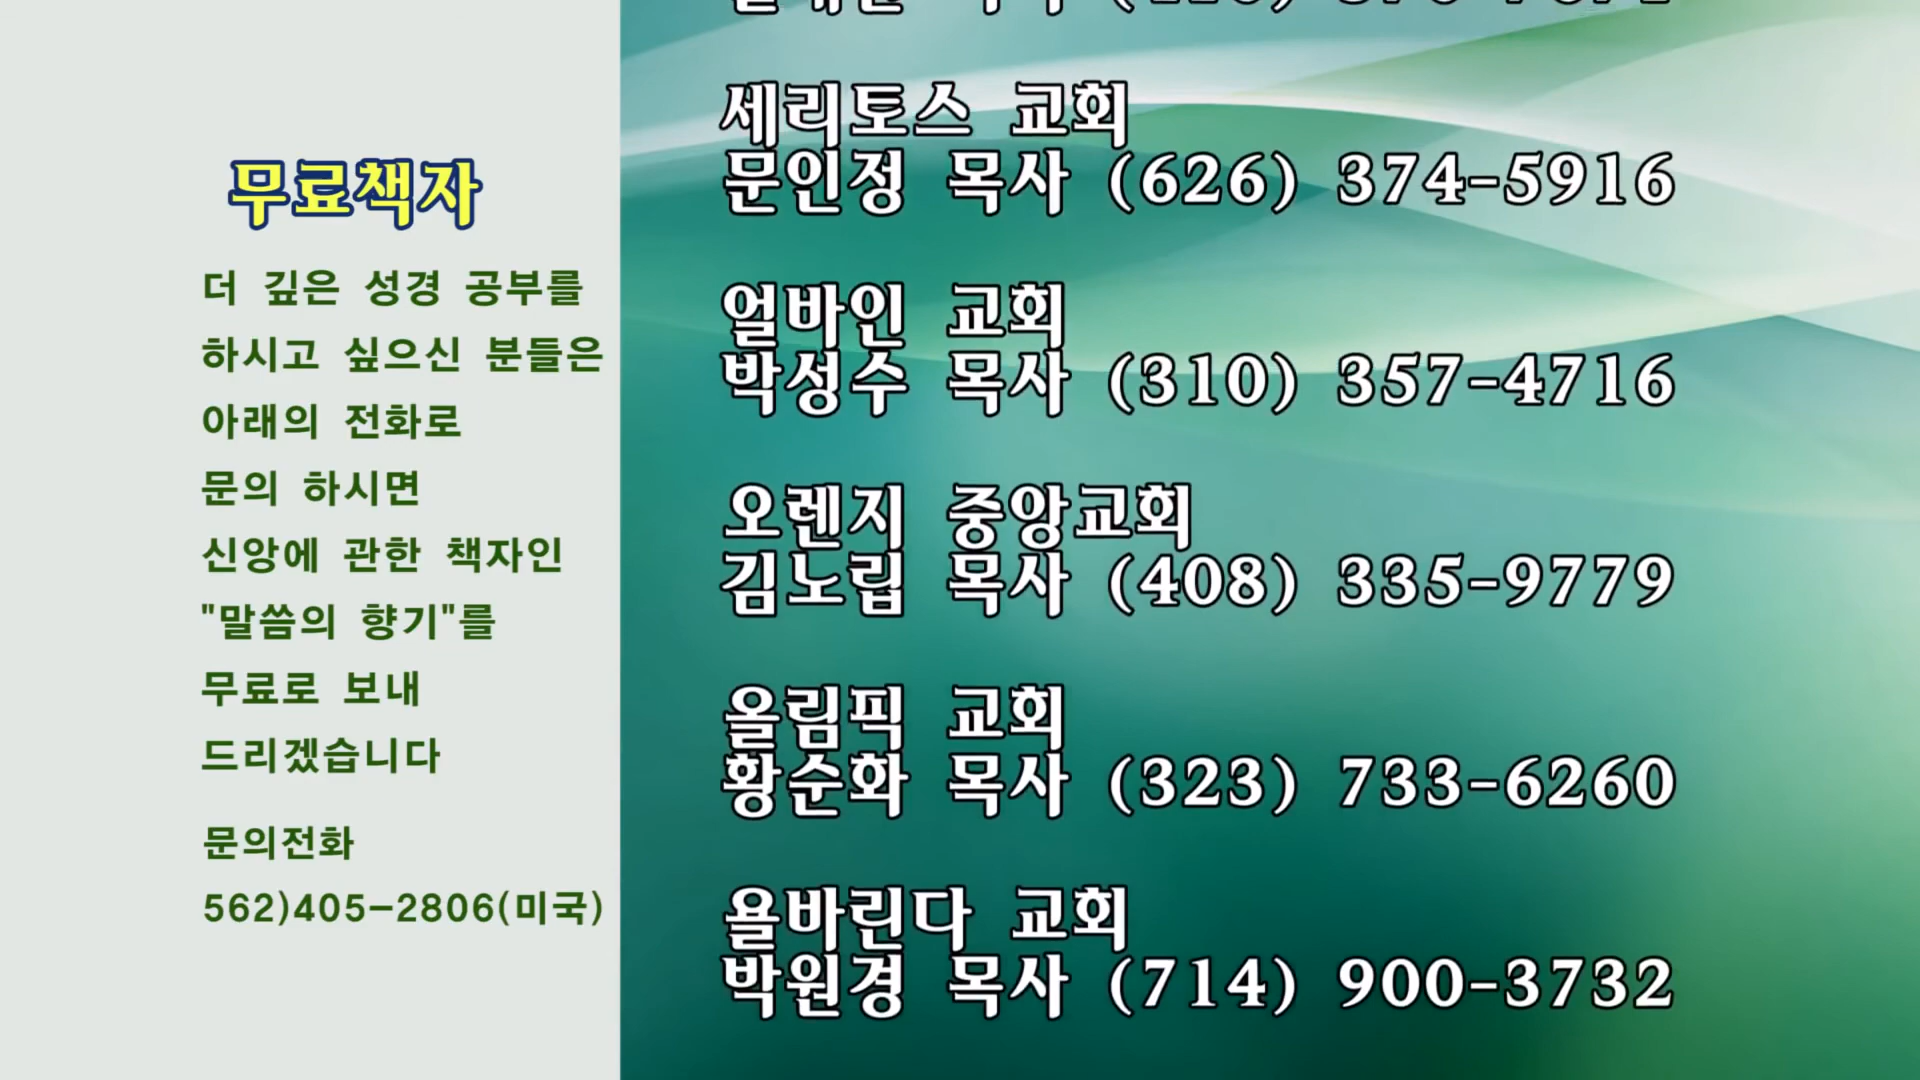 무료책자
더 깊은 성경 공부를
하시고 싶으신 분들은
아래의 전화로
문의 하시면
신앙에 관한 책자인
"말씀의 향기"를
무료로 보내
드리겠습니다
문의전화
562)405-2806(미국)
세리토스 교회
문인정 목사 (626) 374-5916
얼바인 교회
박성수 목사 (310) 357-4716
오렌지 중앙교회
김노립 목사 (408) 335-9779
올림픽 교회
황순화 목사 (323) 733-6260
욜바린다 교회
박원경 목사 (714) 900-3732